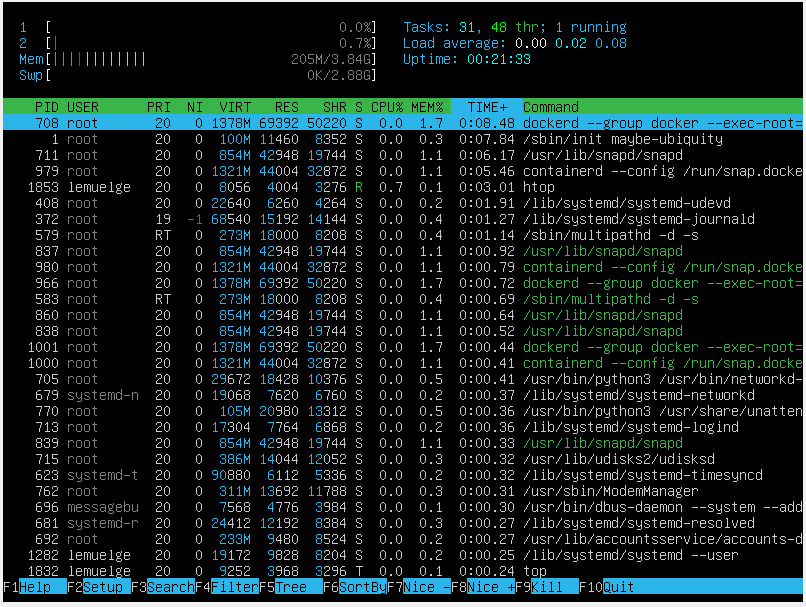 1 [ 0.0%] Tasks: 31, 48 thr; 1 running
2 [| 0.7%] Load average: 0.00 0.02 0.08
Mem[|||||||||||| 205M/3.84G] Uptime: 00:21:33
Swp[ 0K/2.88G]
PID USER PRI NI VIRT RES SHR S CPU% MEM% TIME+ Command
708 root 20 0 1378M 69392 50220 S 0.0 1.7 0:08.48 dockerd --group docker --exec-root=
1 root 20 0 100M 11460 8352 S 0.0 0.3 0:07.84 /sbin/init maybe-ubiquity
711 root 20 0 854M 42948 19744 S 0.0 1.1 0:06.17 /usr/lib/snapd/snapd
979 root 20 0 1321M 44004 32872 S 0.0 1.1 0:05.46 containerd --config /run/snap.docke
1853 lemuelge 20 0 8056 4004 3276 R 0.7 0.1 0:03.01 htop
408 root 20 0 22640 6260 4264 S 0.0 0.2 0:01.91 /lib/systemd/systemd-udevd
372 root 19 -1 68540 15192 14144 S 0.0 0.4 0:01.27 /lib/systemd/systemd-journald
579 root RT 0 273M 18000 8208 S 0.0 0.4 0:01.14 /sbin/multipathd -d -s
837 root 20 0 854M 42948 19744 S 0.0 1.1 0:00.92 /usr/lib/snapd/snapd
980 root 20 0 1321M 44004 32872 S 0.0 1.1 0:00.79 containerd --config /run/snap.docke
966 root 20 0 1378M 69392 50220 S 0.0 1.7 0:00.72 dockerd --group docker --exec-root=
583 root RT 0 273M 18000 8208 S 0.0 0.4 0:00.69 /sbin/multipathd -d -s
860 root 20 0 854M 42948 19744 S 0.0 1.1 0:00.64 /usr/lib/snapd/snapd
838 root 20 0 854M 42948 19744 S 0.0 1.1 0:00.52 /usr/lib/snapd/snapd
1001 root 20 0 1378M 69392 50220 S 0.0 1.7 0:00.44 dockerd --group docker --exec-root=
1000 root 20 0 1321M 44004 32872 S 0.0 1.1 0:00.41 containerd --config /run/snap.docke
705 root 20 0 29672 18428 10376 S 0.0 0.5 0:00.41 /usr/bin/python3 /usr/bin/networkd-
679 systemd-n 20 0 19068 7620 6760 S 0.0 0.2 0:00.37 /lib/systemd/systemd-networkd
770 root 20 0 105M 20980 13312 S 0.0 0.5 0:00.36 /usr/bin/python3 /usr/share/unatten
713 root 20 0 17304 7764 6868 S 0.0 0.2 0:00.36 /lib/systemd/systemd-logind
839 root 20 0 854M 42948 19744 S 0.0 1.1 0:00.33 /usr/lib/snapd/snapd
715 root 20 0 386M 14044 12052 S 0.0 0.3 0:00.32 /usr/lib/udisks2/udisksd
623 systemd-t 20 0 90880 6112 5336 S 0.0 0.2 0:00.32 /lib/systemd/systemd-timesyncd
762 root 20 0 311M 13692 11788 S 0.0 0.3 0:00.31 /usr/sbin/ModemManager
696 messagebu 20 0 7568 4776 3984 S 0.0 0.1 0:00.30 /usr/bin/dbus-daemon --system --add
681 systemd-r 20 0 24412 12192 8384 S 0.0 0.3 0:00.27 /lib/systemd/systemd-resolved
692 root 20 0 233M 9480 8524 S 0.0 0.2 0:00.27 /usr/lib/accountsservice/accounts-d
1282 lemuelge 20 0 19172 9828 8204 S 0.0 0.2 0:00.25 /lib/systemd/systemd --user
1832 lemuelge 20 0 9252 3968 3296 T 0.0 0.1 0:00.24 top
F1Help F2Setup F3SearchF4FilterF5Tree F6SortByF7Nice -F8Nice +F9Kill F10Quit